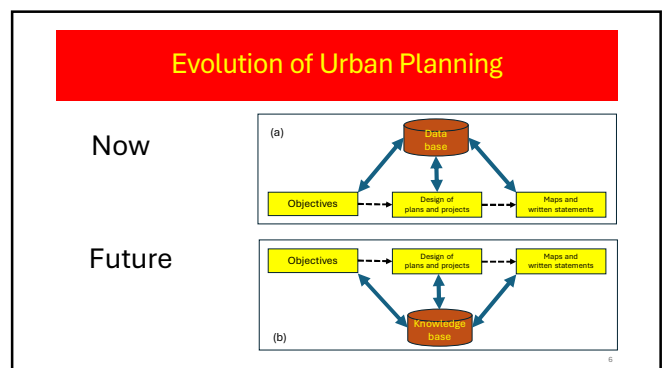 Evolution of Urban Planning
Now
(a)
Data
base
Objectives
Design of
plans and projects
Maps and
written statements
Future
Objectives
Design of
plans and projects
Maps and
written statements
Knowledge
base
(b)
6